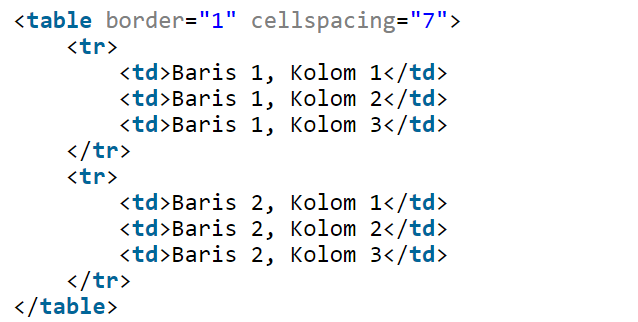 <table border="1" cellspacing="7">
    <tr>
        <td>Baris 1, Kolom 1</td>
        <td>Baris 1, Kolom 2</td>
        <td>Baris 1, Kolom 3</td>
    </tr>
    <tr>
        <td>Baris 2, Kolom 1</td>
        <td>Baris 2, Kolom 2</td>
        <td>Baris 2, Kolom 3</td>
    </tr>
</table>